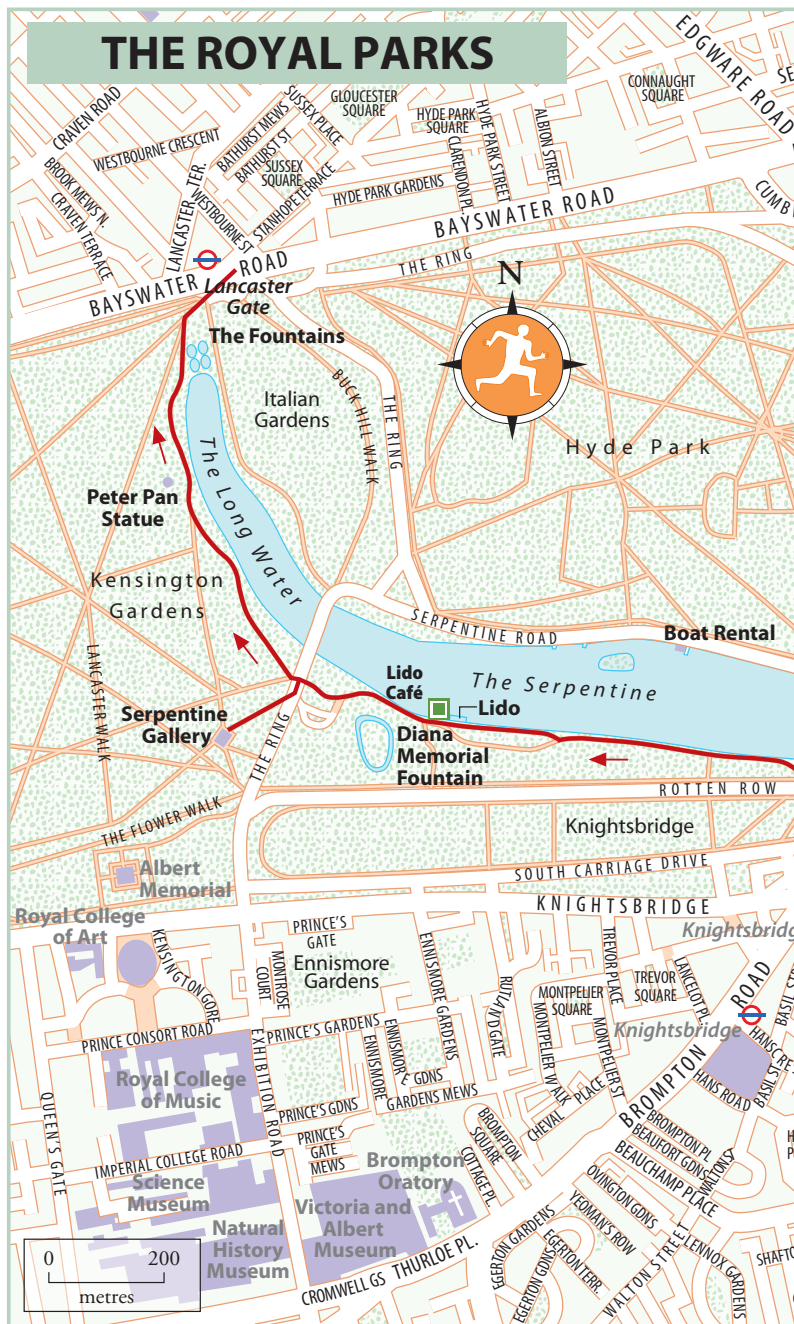 THE ROYAL PARKS
EDGWARE ROAD
SE
CONNAUGHT
SQUARE
GLOUCESTER
SQUARE
SUSSEX PLACE
HYDE PARK
SQUARE
HYDE PARK STREET
ALBION STREET
CRAVEN ROAD
WESTBOURNE CRESCENT
BATHURST MEWS
BATHURST ST
SUSSEX
SQUARE
CLARENDON PL
BROOK MEWS N.
CRAVEN TERRACE
LANCASTER TER.
WESTBOURNE ST
STANHOPE TERRACE
HYDE PARK GARDENS
CUMB
BAYSWATER ROAD
THE RING
BAYSWATER ROAD
Lancaster
Gate
N
The Fountains
Italian
Gardens
BUCK HILL WALK
THE RING
Hyde Park
The Long Water
Peter Pan
Statue
Kensington
Gardens
LANCASTER WALK
SERPENTINE ROAD
Boat Rental
The Serpentine
Lido
Café
Lido
Serpentine
Gallery
THE RING
Diana
Memorial
Fountain
ROTTEN ROW
THE FLOWER WALK
Knightsbridge
Albert
Memorial
SOUTH CARRIAGE DRIVE
KNIGHTSBRIDGE
Royal College
of Art
KENSINGTON GORE
MONTROSE
COURT
PRINCE'S
GATE
Ennismore
Gardens
ENNISMORE GARDENS
RUTLAND GATE
TREVOR PLACE
TREVOR
SQUARE
LANCELOT PL
Knightsbridg
MONTPELIER
SQUARE
MONTPELIER WALK
MONTPELIER ST
Knightsbridge
BROMPTON ROAD
BASIL ST
HANSCRE
HANS ROAD
BASIL ST
PRINCE CONSORT ROAD
EXHIBITION ROAD
PRINCE'S GARDENS
ENNISMORE
ENNISMORE GDNS
GARDENS MEWS
Royal College
of Music
PRINCE'S GDNS
CHEVAL PLACE
QUEEN'S GATE
IMPERIAL COLLEGE ROAD
PRINCE'S
GATE
MEWS
BROMPTON
SQUARE
COTTAGE PL.
BROMPTON PL.
BEAUFORT GDNS
BEAUCHAMP PLACE
Brompton
Oratory
Science
Museum
Natural
History
Museum
Victoria and
Albert
Museum
OVINGTON GDNS
YEOMAN'S ROW
EGERTON GARDENS
EGERTON TERR.
EGERTON GDNS
WALTON STREET
LENNOX GARDENS
SHAFTO
CROMWELL GS THURLOE PL.
0 200
metres